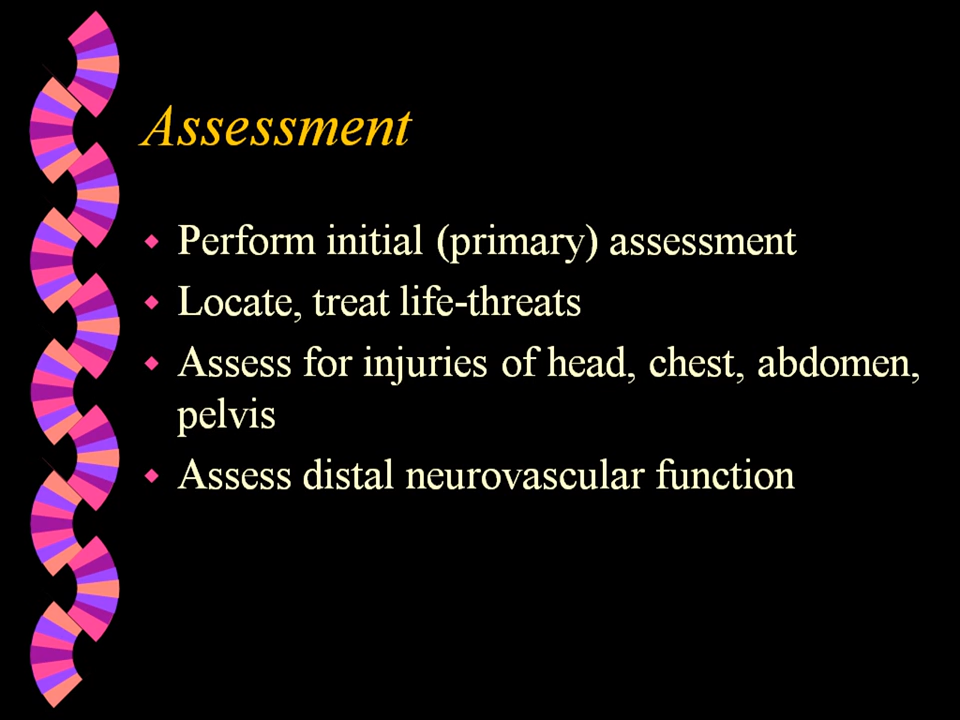 Assessment
Perform initial (primary) assessment
Locate, treat life-threats
Assess for injuries of head, chest, abdomen,
pelvis
Assess distal neurovascular function